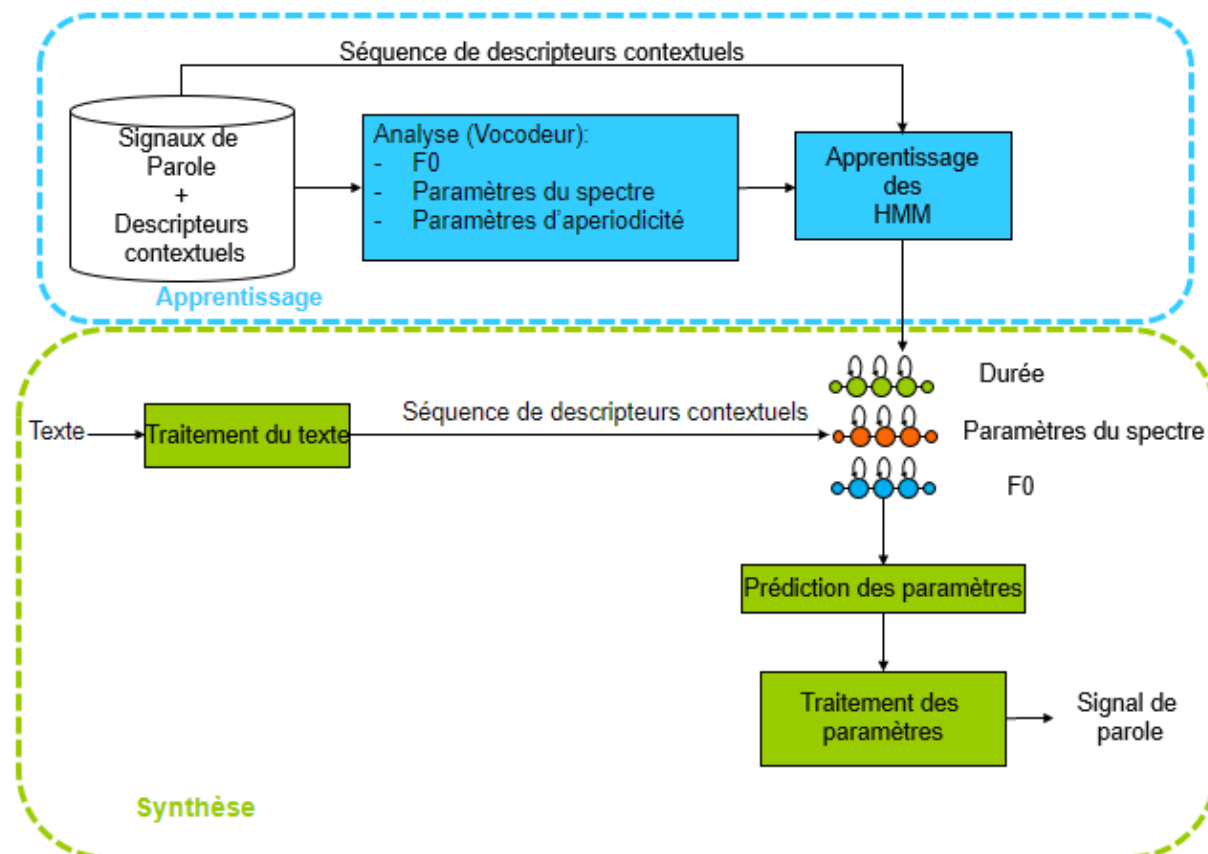 Séquence de descripteurs contextuels
Signaux de
Parole
+
Descripteurs
contextuels
Analyse (Vocodeur):
- F0
- Paramètres du spectre
- Paramètres d'aperiodicité
Apprentissage
des
HMM
Apprentissage
Durée
Texte
Traitement du texte
Séquence de descripteurs contextuels
Paramètres du spectre
F0
Prédiction des paramètres
Traitement des
paramètres
Signal de
parole
Synthèse